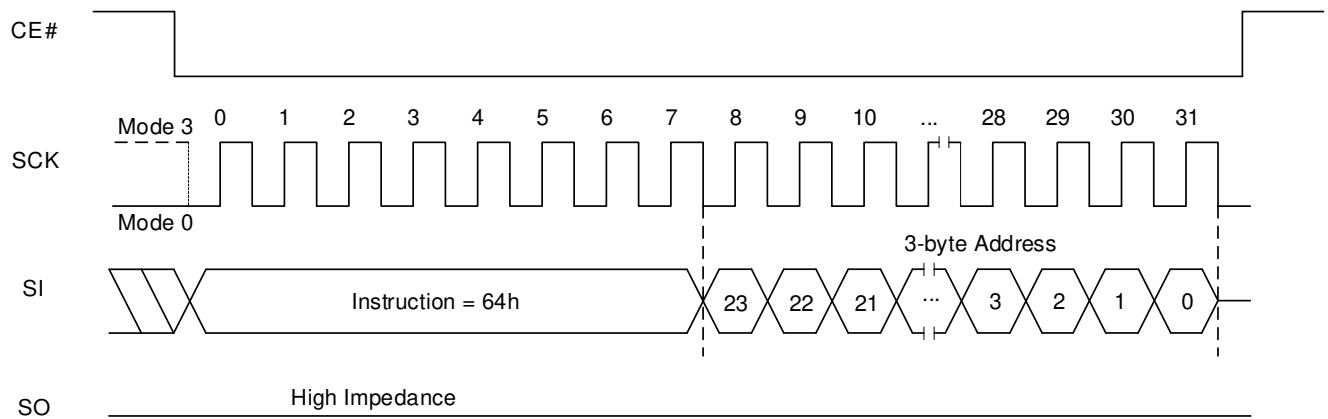 CE#
0 1 2 3 4 5 6 7 8 9 10 ... 28 29 30 31
Mode 3
SCK
Mode 0
3-byte Address
SI
Instruction = 64h
23 22 21 ... 3 2 1 0
High Impedance
SO